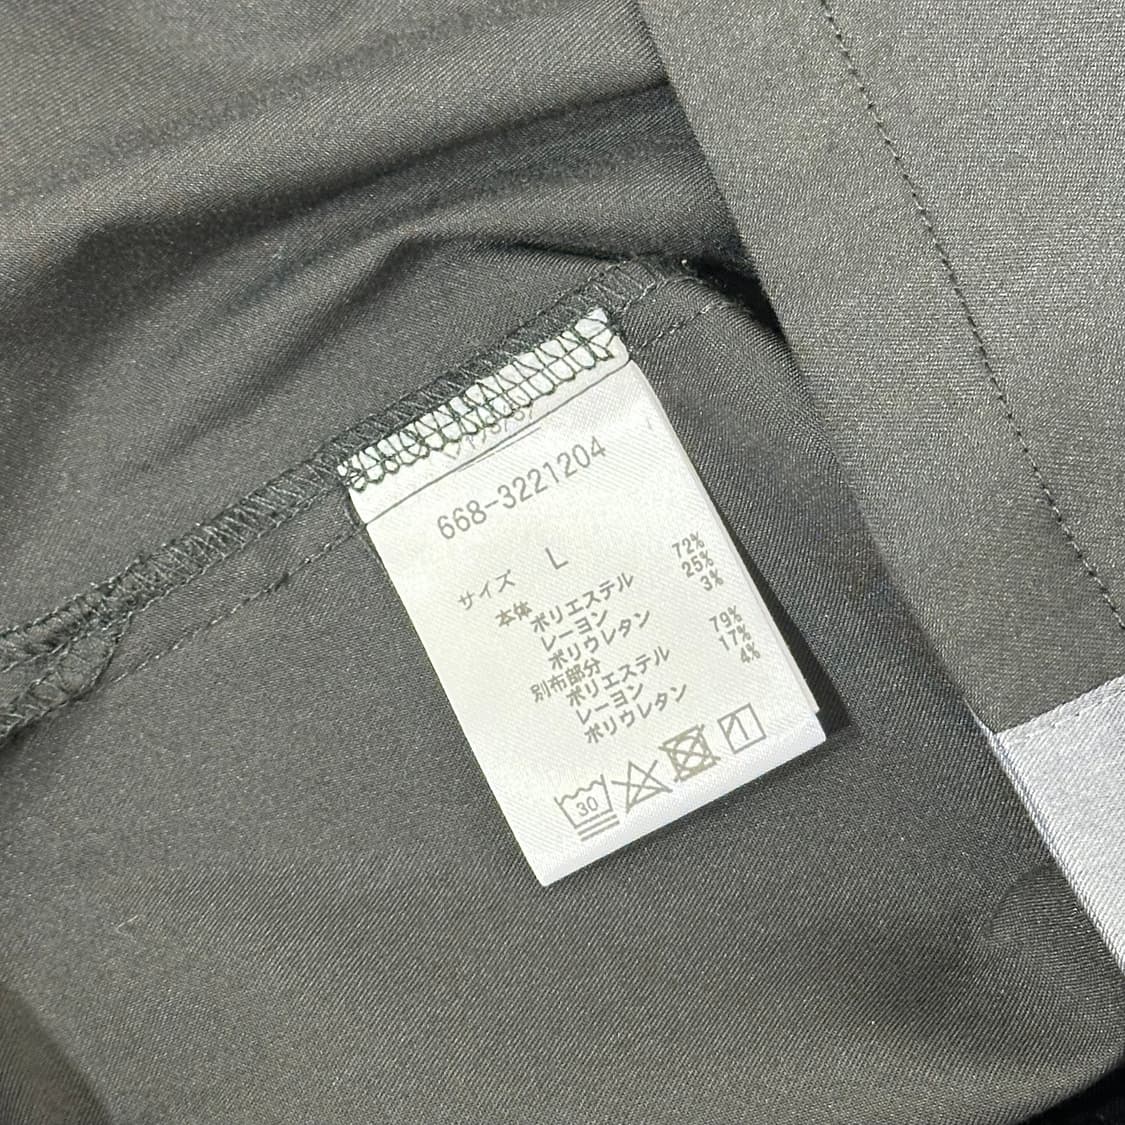 668-3221204
サイズ L
本体 ポリエステル 72%
レーヨン 25%
ポリウレタン 3%
別布部分
ポリエステル 79%
レーヨン 17%
ポリウレタン 4%
30